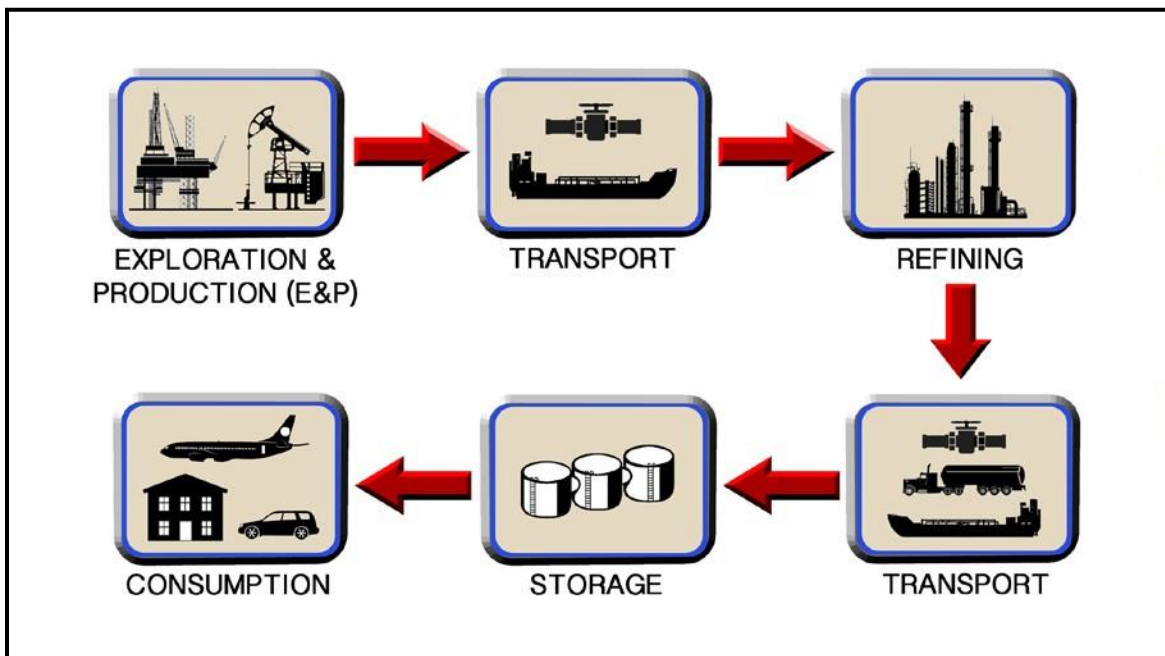 EXPLORATION &
PRODUCTION (E&P)
TRANSPORT
REFINING
CONSUMPTION
STORAGE
TRANSPORT